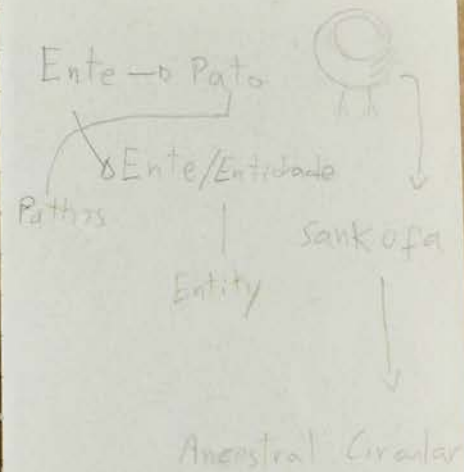 Ente → Pato
Ente/Entidade
Pathos
Entity
Sankofa
Ancestral Circular